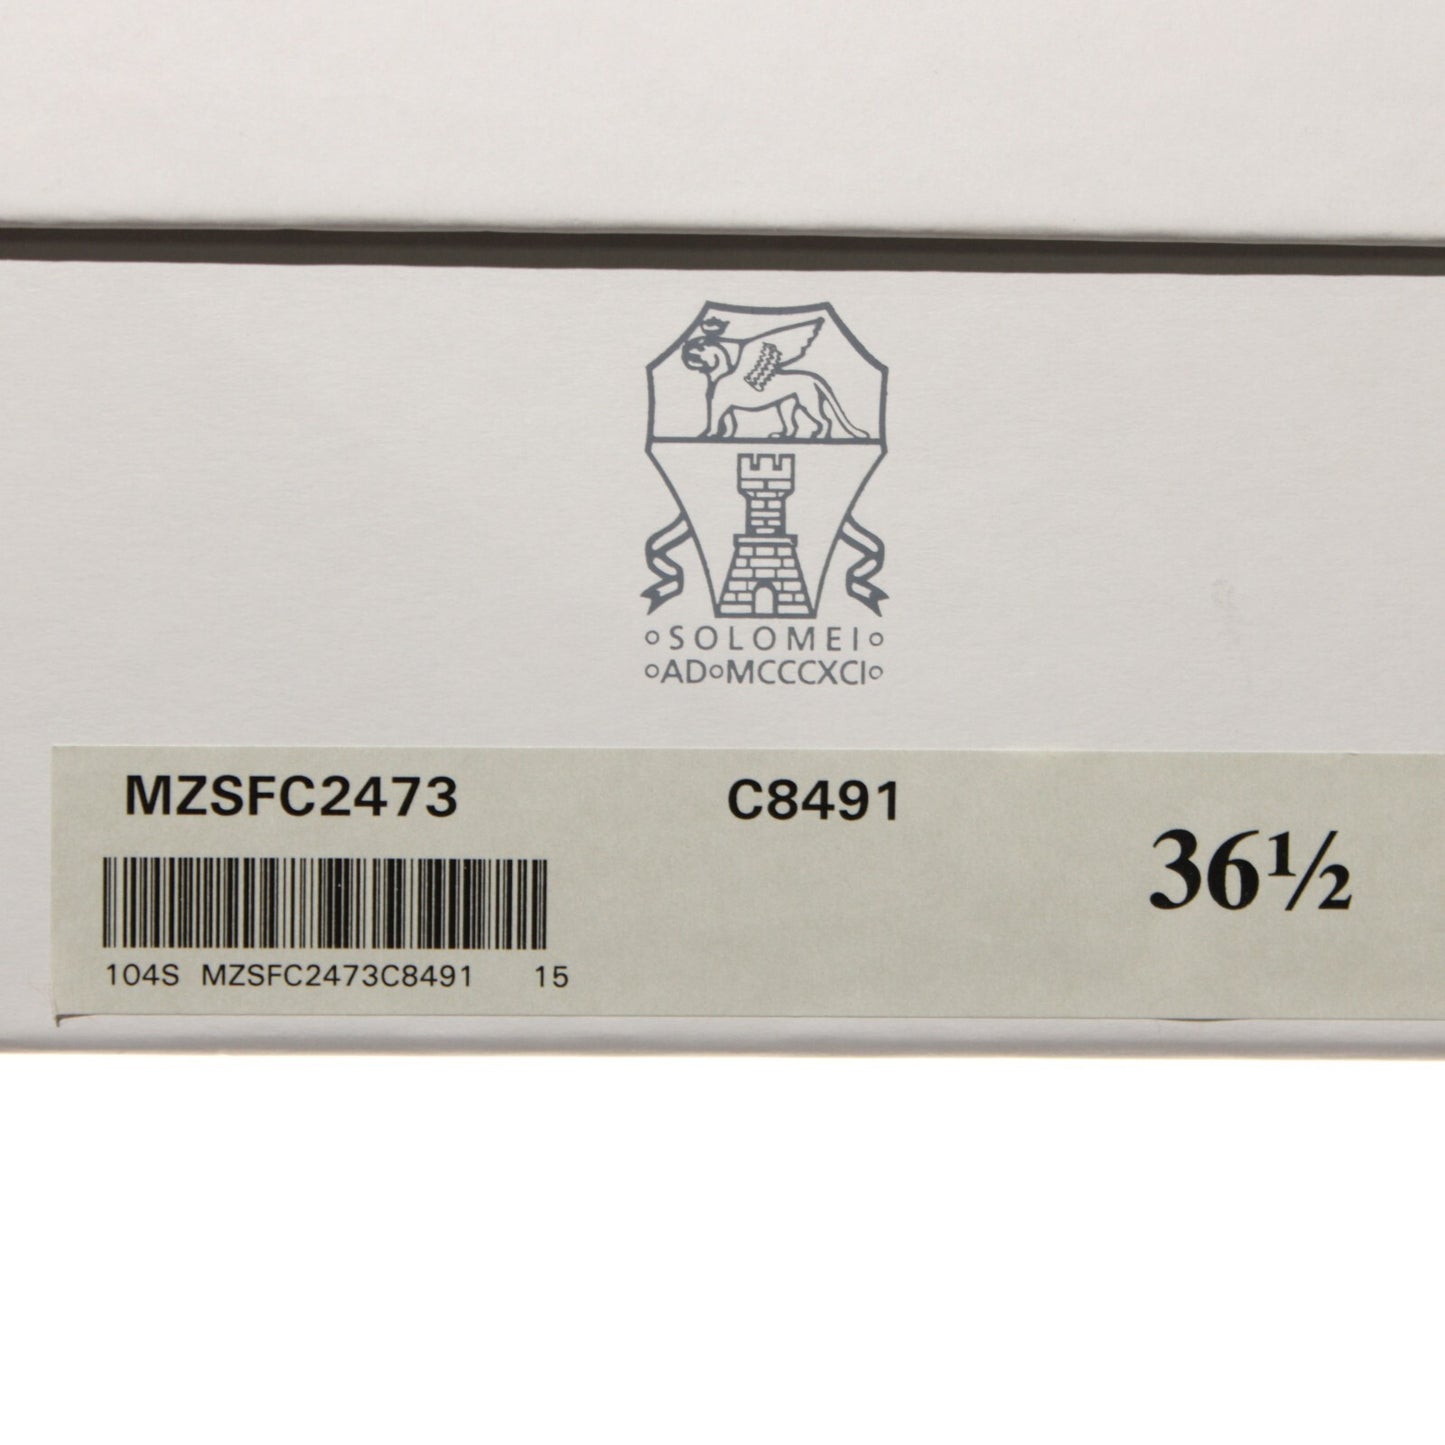 ∘SOLOMEI∘
∘AD∘MCCCXCI∘
MZSFC2473 C8491
36½
104S MZSFC2473C8491 15